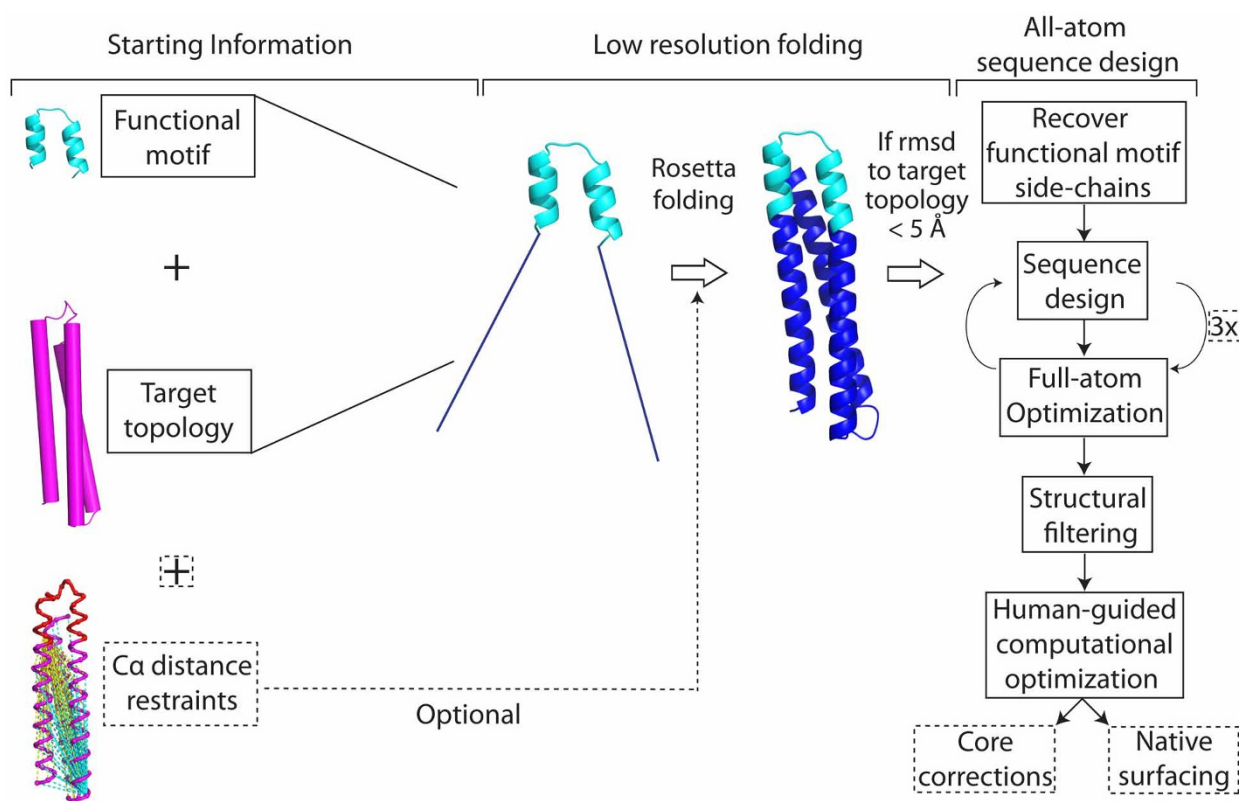 Starting Information
Low resolution folding
All-atom
sequence design
Functional
motif
+
Target
topology
+
Cα distance
restraints
Optional
Rosetta
folding
If rmsd
to target
topology
< 5 Å
Recover
functional motif
side-chains
Sequence
design
3x
Full-atom
Optimization
Structural
filtering
Human-guided
computational
optimization
Core
corrections
Native
surfacing